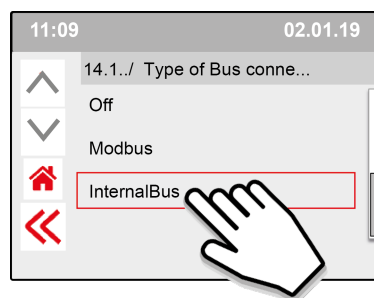 11:09 02.01.19
14.1../ Type of Bus conne...
Off
Modbus
InternalBus